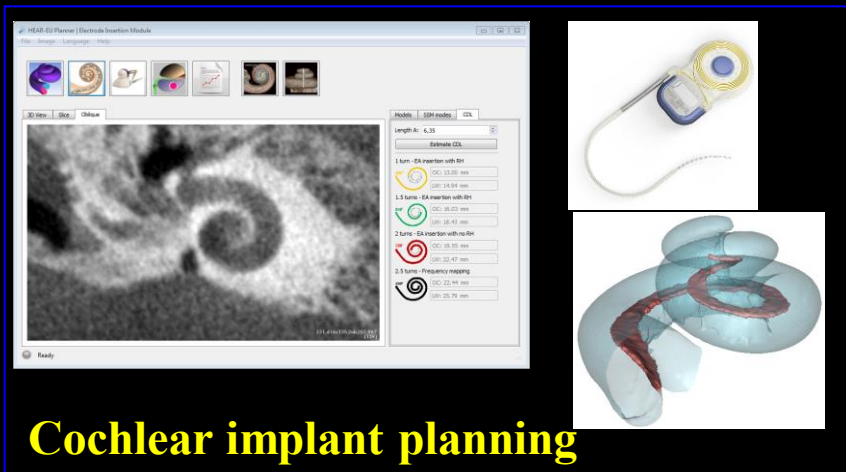 HEAR-EU Planner | Electrode Insertion Module
File Image Language Help
3D View Slice Oblique
Models SSM modes CDL
Length A: 6,35
Estimate CDL
1 turn - EA insertion with RH
OC: 13.00 mm
LW: 14.94 mm
1.5 turns - EA insertion with RH
OC: 16.03 mm
LW: 18.43 mm
2 turns - EA insertion with no RH
OC: 19.55 mm
LW: 22.47 mm
2.5 turns - Frequency mapping
OC: 22.44 mm
LW: 25.79 mm
Ready
Cochlear implant planning